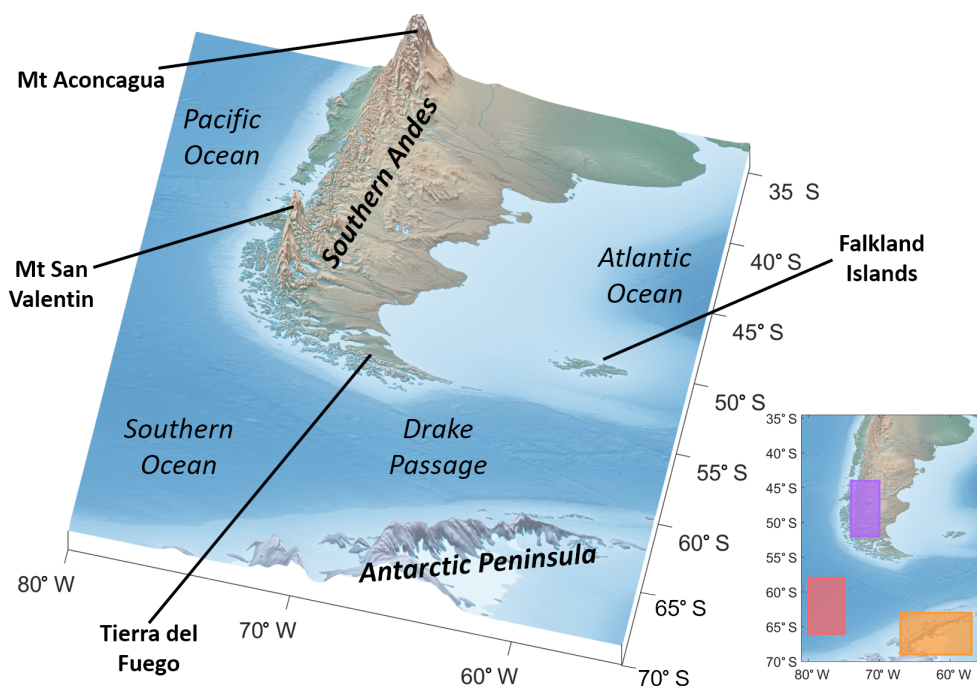 Mt Aconcagua
Pacific
Ocean
Southern Andes
Mt San
Valentin
Atlantic
Ocean
Falkland
Islands
35° S
40° S
45° S
50° S
55° S
60° S
65° S
70° S
Southern
Ocean
Drake
Passage
Antarctic Peninsula
80° W
70° W
60° W
Tierra del
Fuego
35° S
40° S
45° S
50° S
55° S
60° S
65° S
70° S
80° W
70° W
60° W